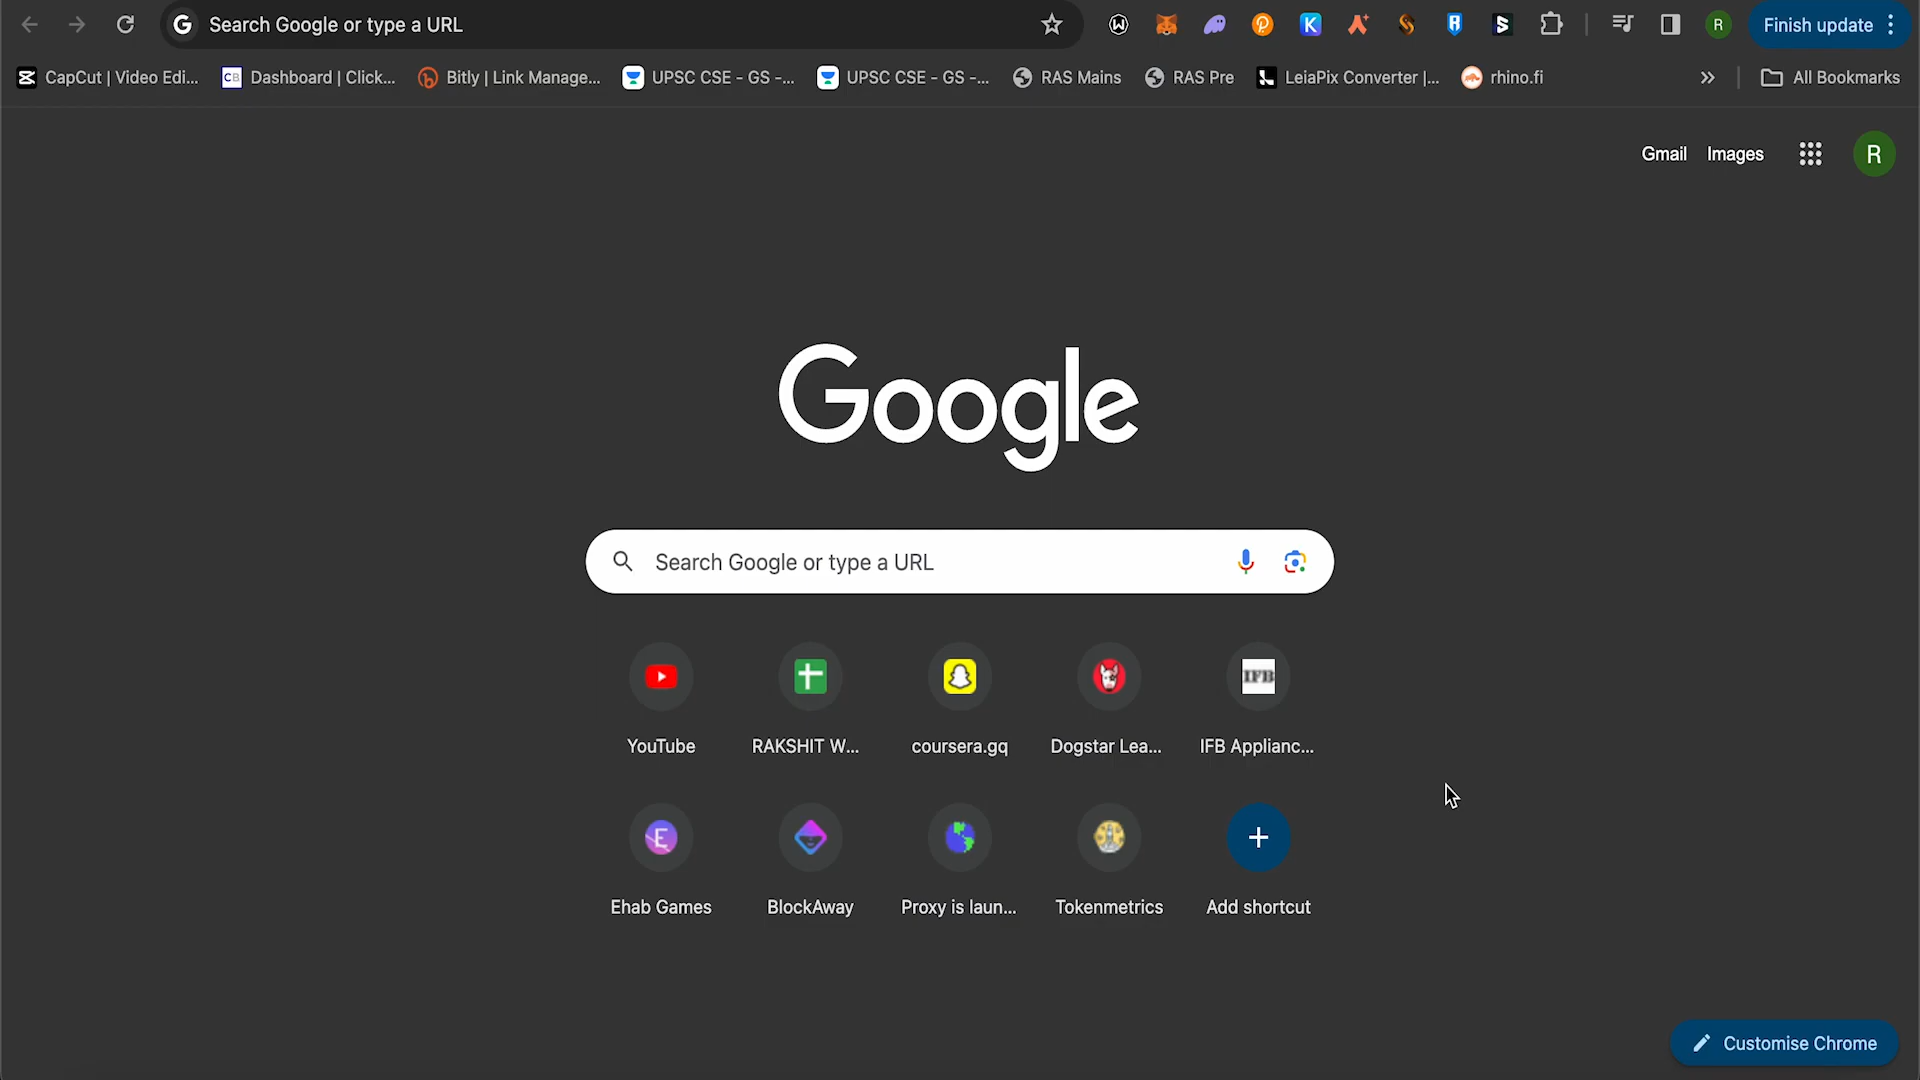 Search Google or type a URL
Finish update
CapCut | Video Edi...
Dashboard | Click...
Bitly | Link Manage...
UPSC CSE - GS -...
UPSC CSE - GS -...
RAS Mains
RAS Pre
LeiaPix Converter |...
rhino.fi
All Bookmarks
Gmail
Images
R
Google
Search Google or type a URL
YouTube
RAKSHIT W...
coursera.gq
Dogstar Lea...
IFB
IFB Applianc...
Ehab Games
BlockAway
Proxy is laun...
Tokenmetrics
Add shortcut
Customise Chrome